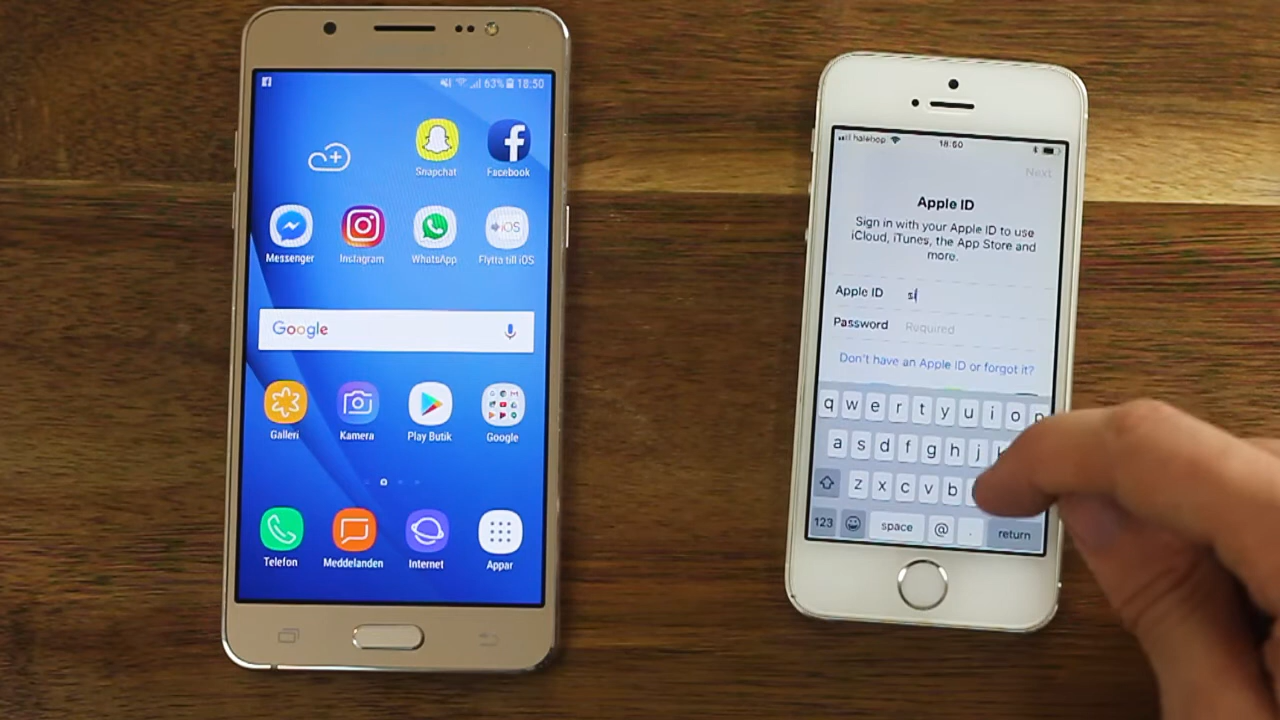 63% 18:50
Snapchat
Facebook
Messenger
Instagram
WhatsApp
iOS
Flytta till iOS
Google
Galleri
Kamera
Play Butik
Google
Telefon
Meddelanden
Internet
Appar
halebop
18:50
Next
Apple ID
Sign in with your Apple ID to use
iCloud, iTunes, the App Store and
more.
Apple ID
Password Required
Don't have an Apple ID or forgot it?
q w e r t y u i o p
a s d f g h j
z x c v b
123 space @ . return